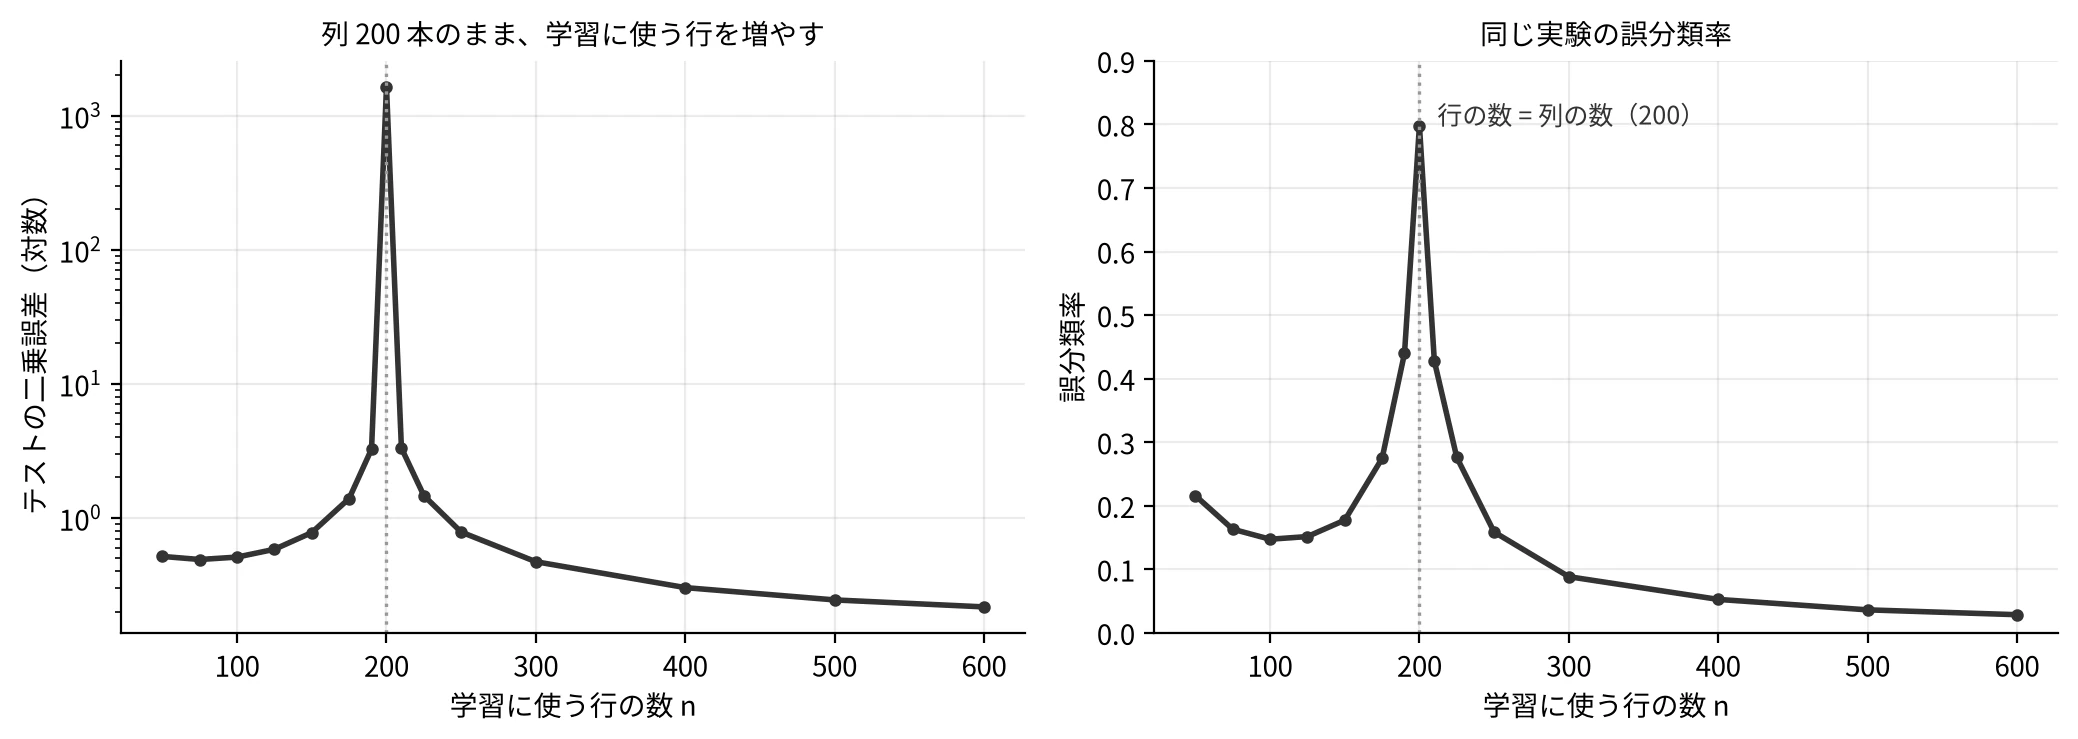 列 200 本のまま、学習に使う行を増やす
テストの二乗誤差（対数）
10³
10²
10¹
10⁰
100 200 300 400 500 600
学習に使う行の数 n
同じ実験の誤分類率
誤分類率
0.9
0.8
0.7
0.6
0.5
0.4
0.3
0.2
0.1
0.0
行の数 = 列の数（200）
100 200 300 400 500 600
学習に使う行の数 n